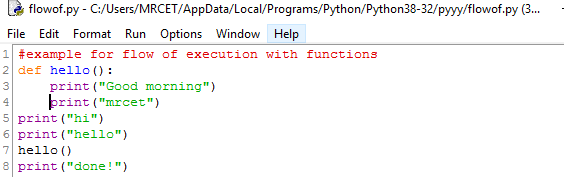 flowof.py - C:/Users/MRCET/AppData/Local/Programs/Python/Python38-32/pyyy/flowof.py (3...
File Edit Format Run Options Window Help
1 #example for flow of execution with functions
2 def hello():
3     print("Good morning")
4     print("mrcet")
5 print("hi")
6 print("hello")
7 hello()
8 print("done!")